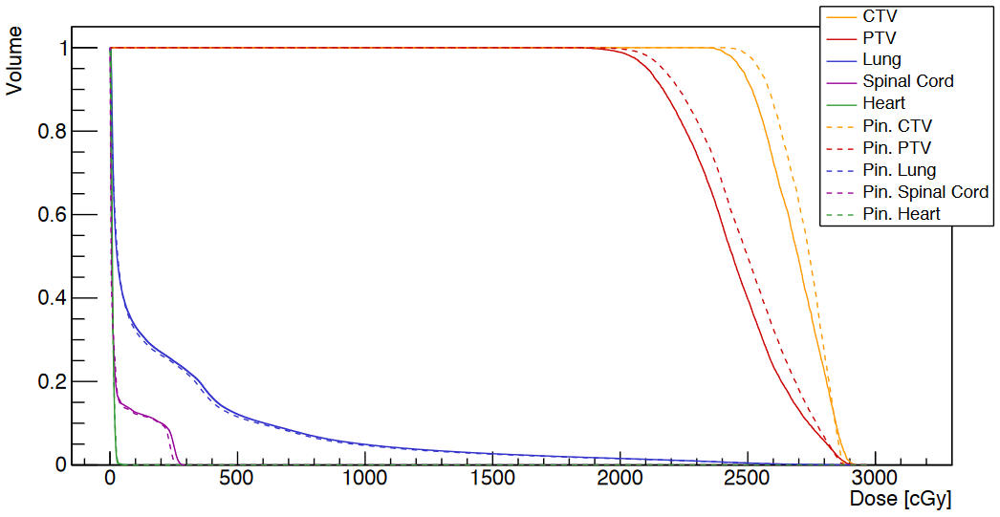 CTV
PTV
Lung
Spinal Cord
Heart
Pin. CTV
Pin. PTV
Pin. Lung
Pin. Spinal Cord
Pin. Heart
Volume
1
0.8
0.6
0.4
0.2
0
0 500 1000 1500 2000 2500 3000
Dose [cGy]